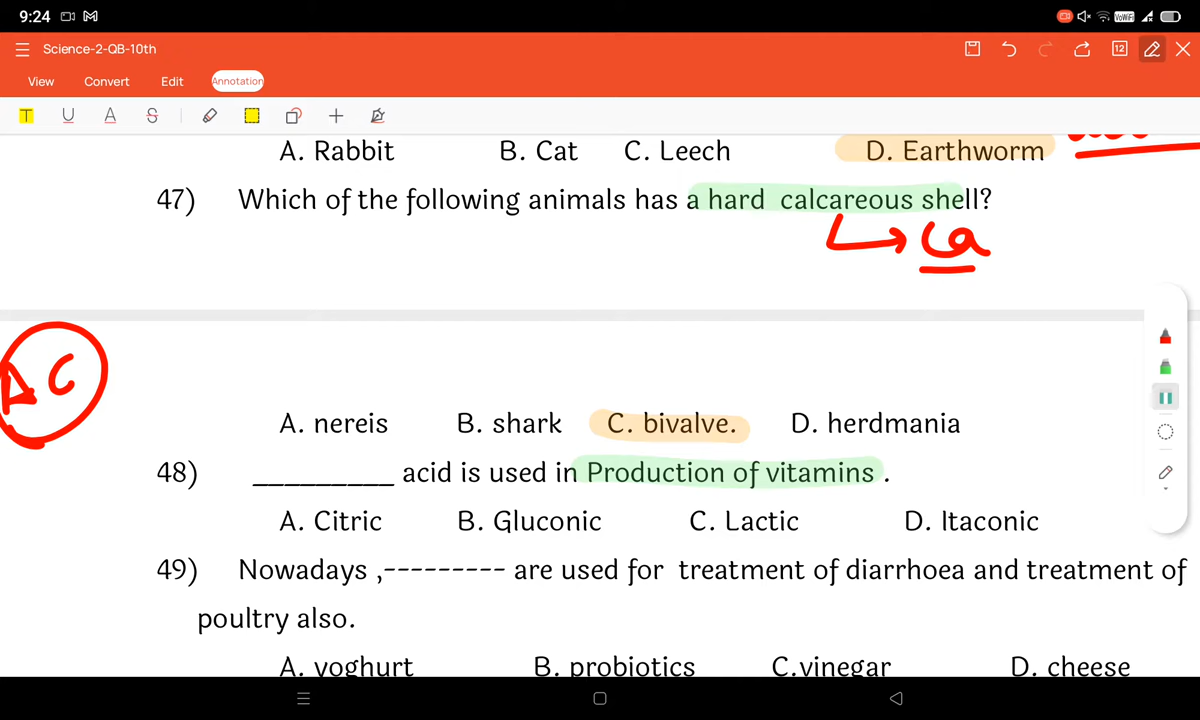 9:24 VoWiFi
Science-2-QB-10th 12
View Convert Edit Annotation
T U A S
A. Rabbit B. Cat C. Leech D. Earthworm
47) Which of the following animals has a hard calcareous shell?
Ca
A C
A. nereis B. shark C. bivalve. D. herdmania
48) _________ acid is used in Production of vitamins .
A. Citric B. Gluconic C. Lactic D. Itaconic
49) Nowadays ,--------- are used for treatment of diarrhoea and treatment of
poultry also.
A. yoghurt B. probiotics C.vinegar D. cheese